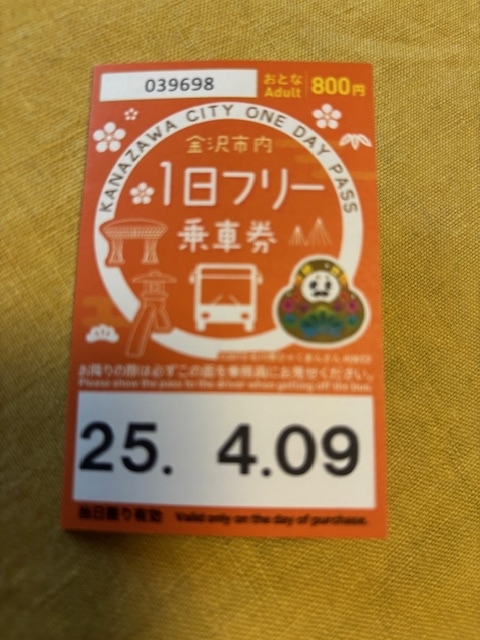 039698
おとな
Adult
800円
KANAZAWA CITY ONE DAY PASS
金沢市内
1日フリー
乗車券
お降りの際は必ずこの面を乗務員にお見せください。
Please show the pass to the driver when getting off the bus.
25. 4.09
当日限り有効 Valid only on the day of purchase.